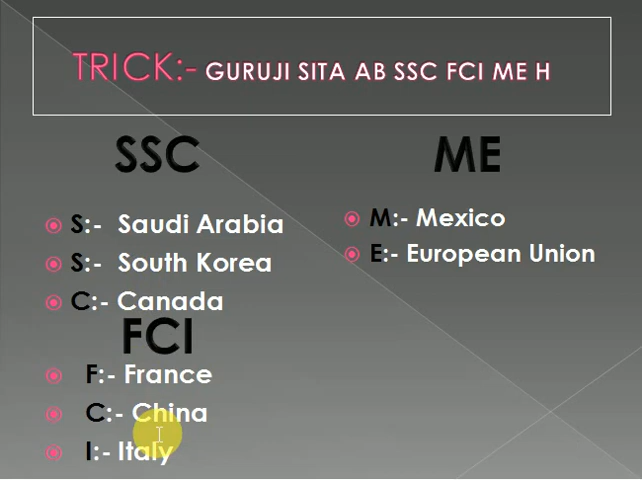 TRICK:- GURUJI SITA AB SSC FCI ME H
SSC
S:- Saudi Arabia
S:- South Korea
C:- Canada
FCI
F:- France
C:- China
I:- Italy
ME
M:- Mexico
E:- European Union